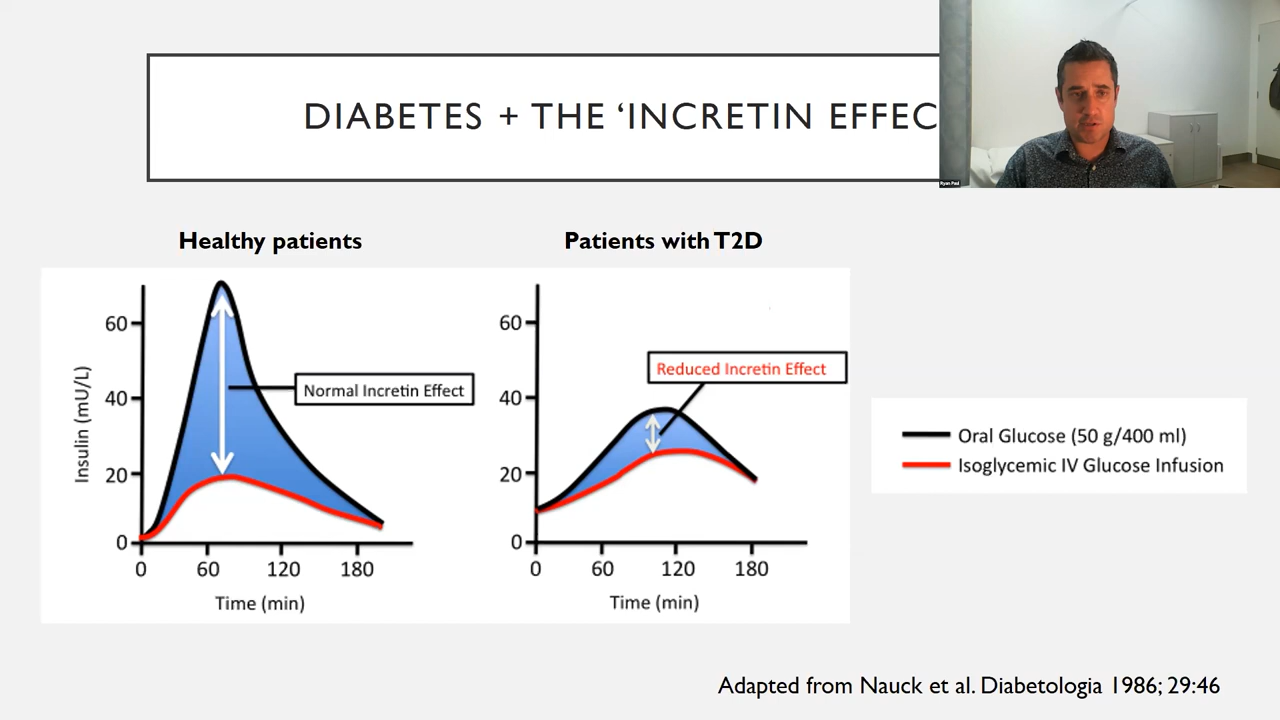 DIABETES + THE ‘INCRETIN EFFEC
Ryan Paul
Healthy patients
Patients with T2D
60
40
20
0
Insulin (mU/L)
Normal Incretin Effect
0 60 120 180
Time (min)
60
40
20
0
Reduced Incretin Effect
0 60 120 180
Time (min)
Oral Glucose (50 g/400 ml)
Isoglycemic IV Glucose Infusion
Adapted from Nauck et al. Diabetologia 1986; 29:46